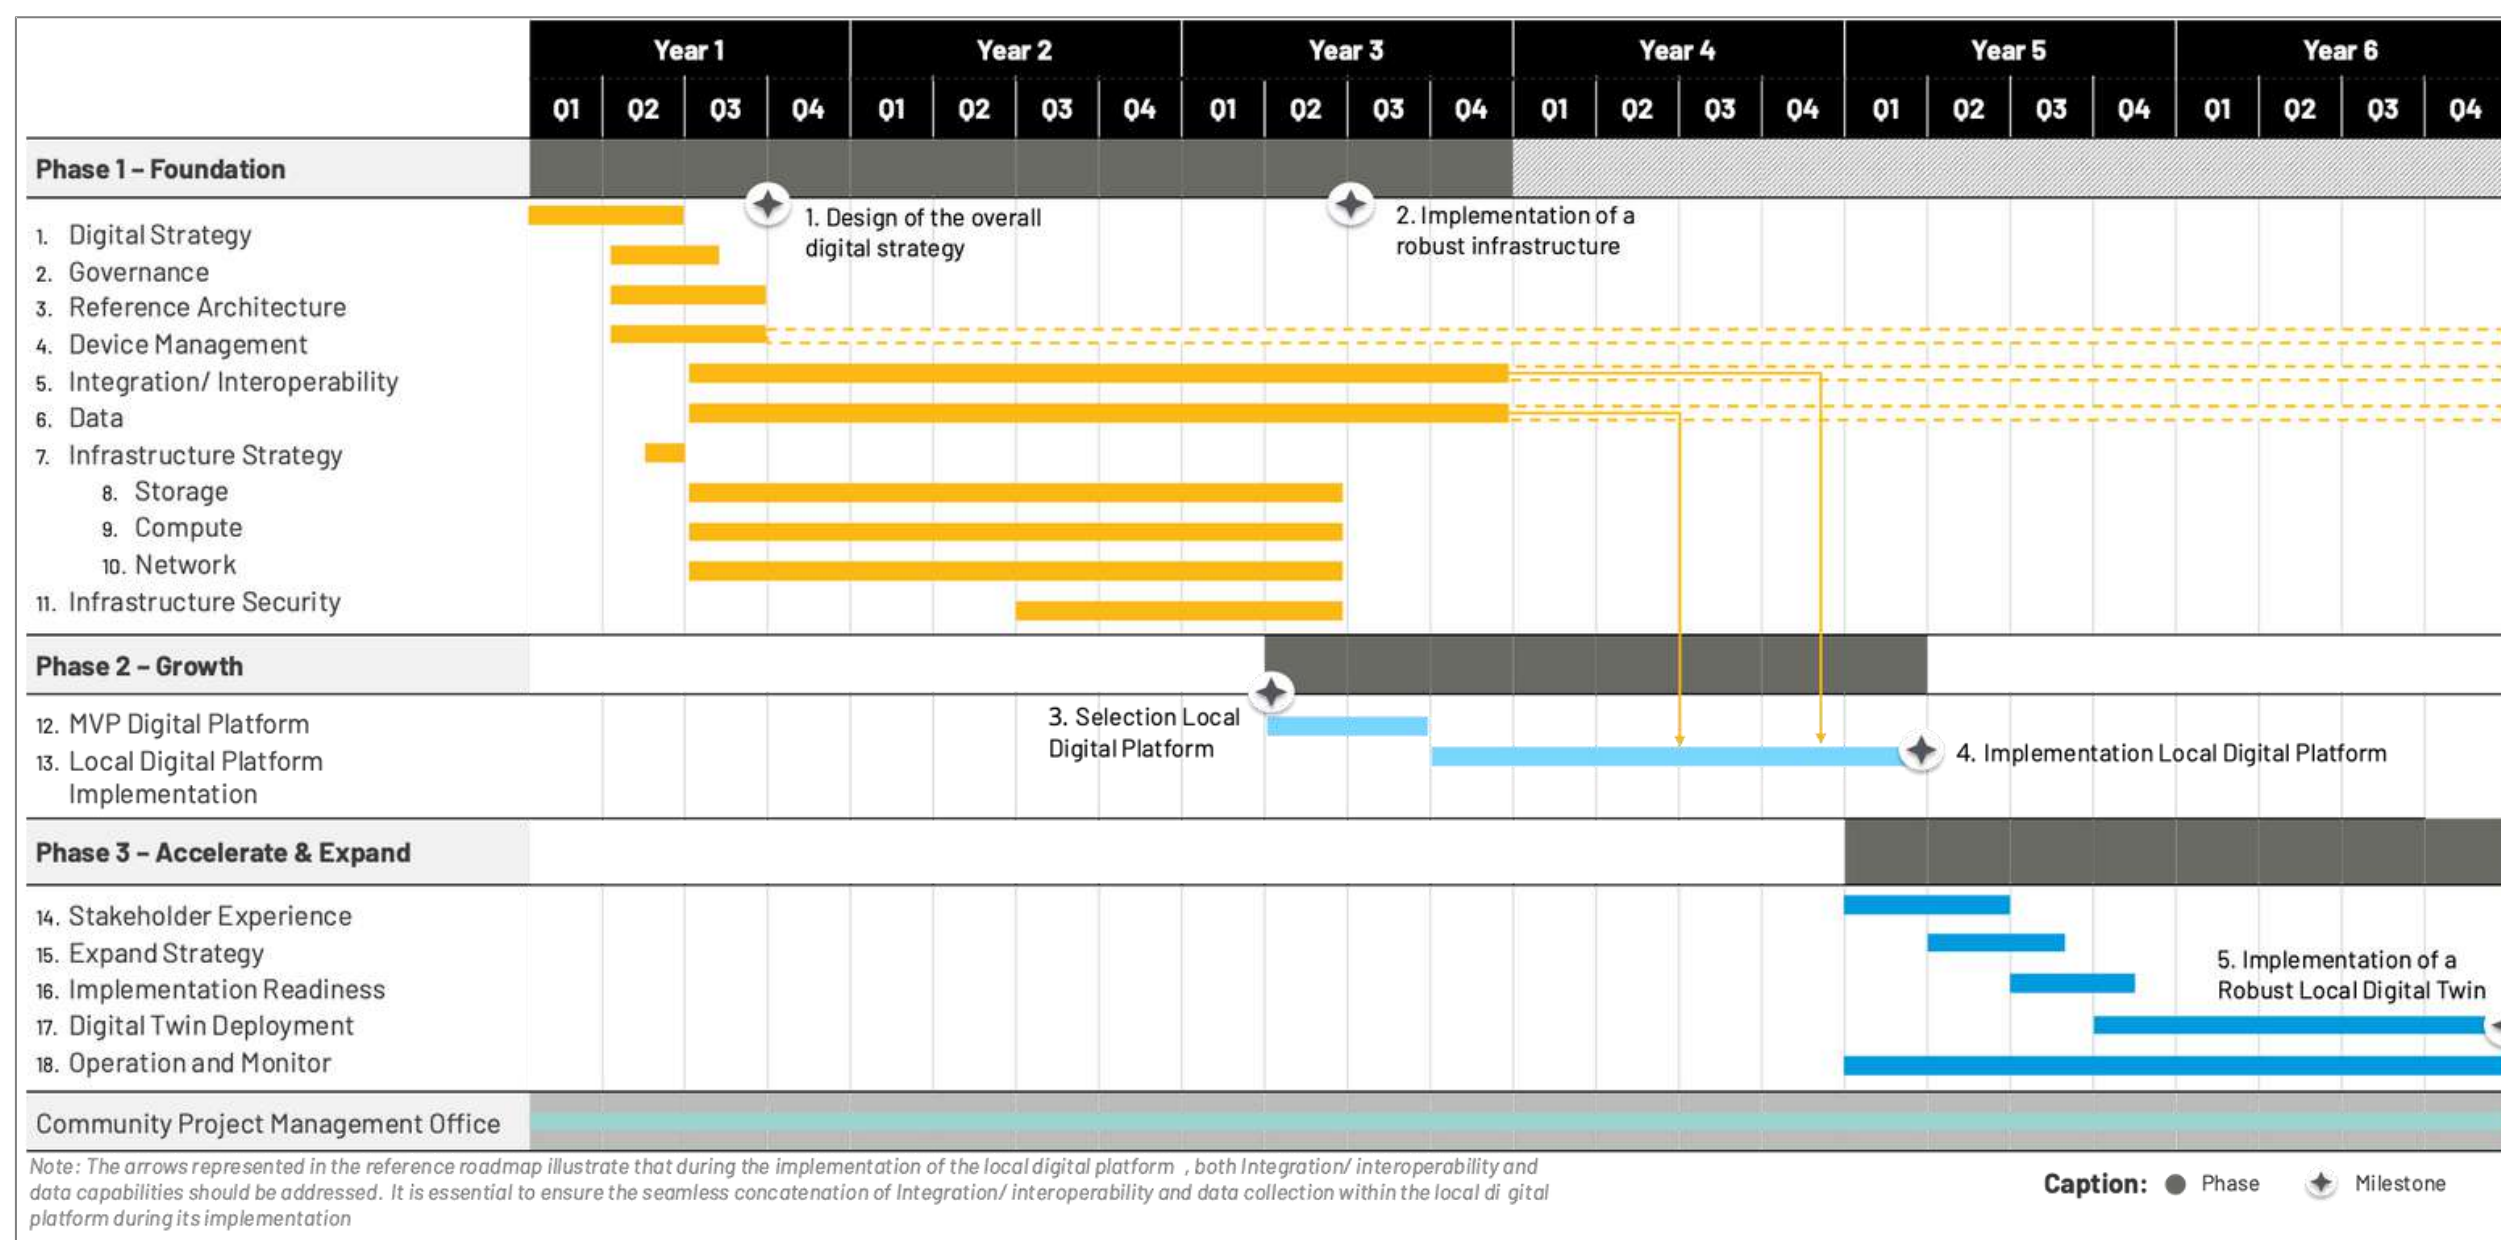 Year 1 Year 2 Year 3 Year 4 Year 5 Year 6
Q1 Q2 Q3 Q4 Q1 Q2 Q3 Q4 Q1 Q2 Q3 Q4 Q1 Q2 Q3 Q4 Q1 Q2 Q3 Q4 Q1 Q2 Q3 Q4
Phase 1 – Foundation
1. Digital Strategy
2. Governance
3. Reference Architecture
4. Device Management
5. Integration/ Interoperability
6. Data
7. Infrastructure Strategy
8. Storage
9. Compute
10. Network
11. Infrastructure Security
1. Design of the overall
digital strategy
2. Implementation of a
robust infrastructure
Phase 2 – Growth
12. MVP Digital Platform
13. Local Digital Platform
Implementation
3. Selection Local
Digital Platform
4. Implementation Local Digital Platform
Phase 3 – Accelerate & Expand
14. Stakeholder Experience
15. Expand Strategy
16. Implementation Readiness
17. Digital Twin Deployment
18. Operation and Monitor
5. Implementation of a
Robust Local Digital Twin
Community Project Management Office
Note: The arrows represented in the reference roadmap illustrate that during the implementation of the local digital platform , both Integration/ interoperability and
data capabilities should be addressed. It is essential to ensure the seamless concatenation of Integration/ interoperability and data collection within the local di gital
platform during its implementation
Caption: Phase Milestone